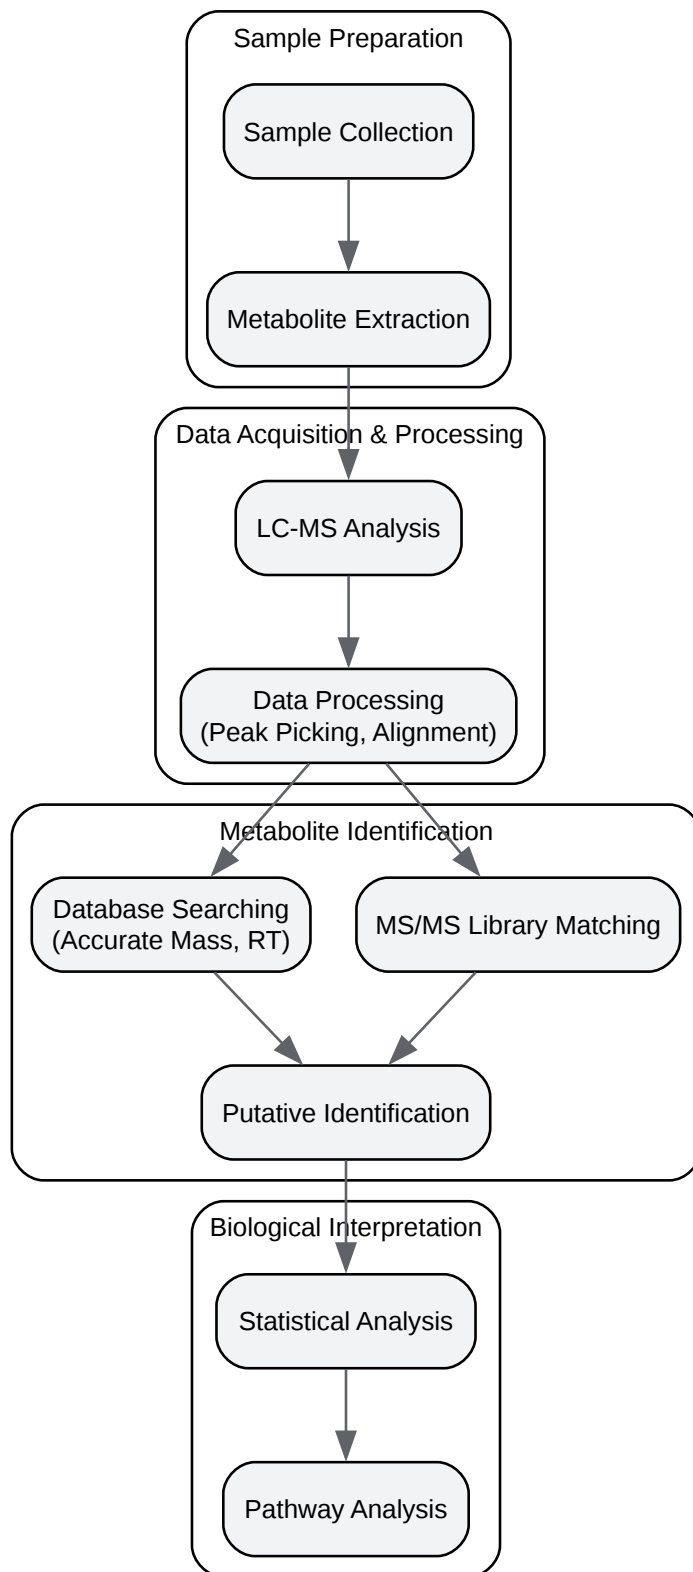 Sample Preparation
Sample Collection
Metabolite Extraction
Data Acquisition & Processing
LC-MS Analysis
Data Processing
(Peak Picking, Alignment)
Metabolite Identification
Database Searching
(Accurate Mass, RT)
MS/MS Library Matching
Putative Identification
Biological Interpretation
Statistical Analysis
Pathway Analysis